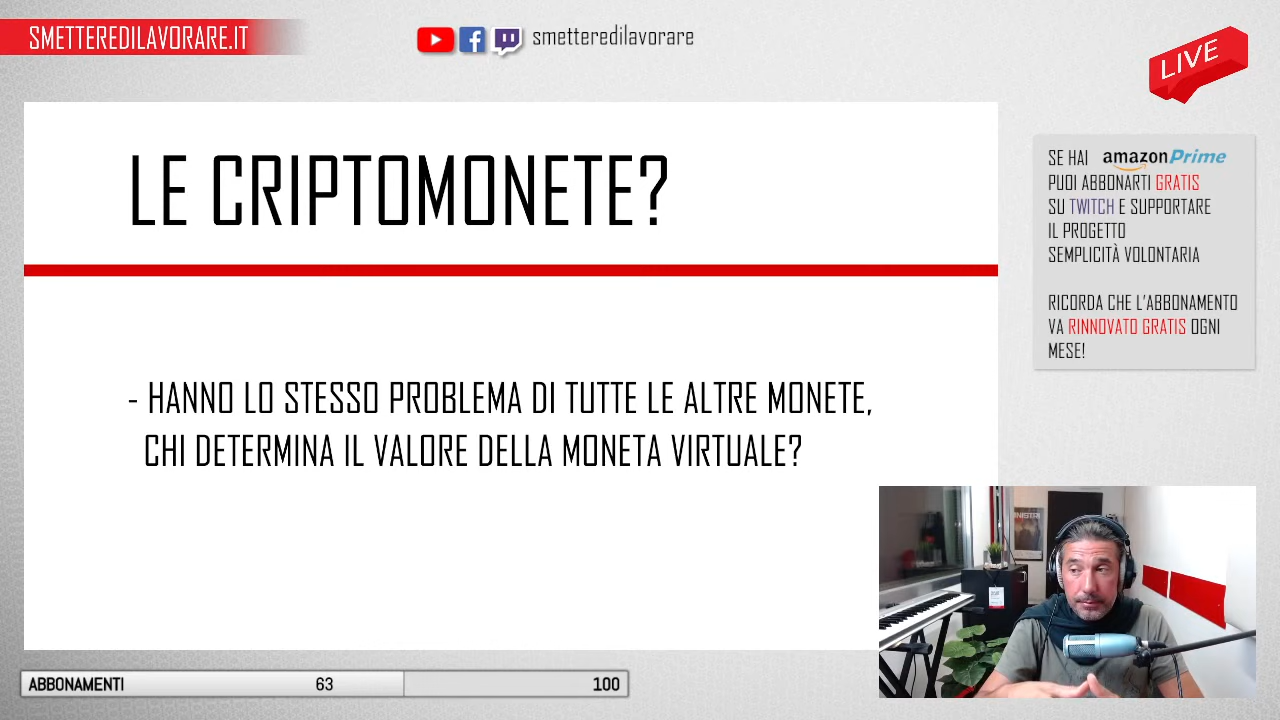 SMETTEREDILAVORARE.IT
smetteredilavorare
LIVE
LE CRIPTOMONETE?
- HANNO LO STESSO PROBLEMA DI TUTTE LE ALTRE MONETE,
CHI DETERMINA IL VALORE DELLA MONETA VIRTUALE?
SE HAI amazonPrime
PUOI ABBONARTI GRATIS
SU TWITCH E SUPPORTARE
IL PROGETTO
SEMPLICITÀ VOLONTARIA
RICORDA CHE L'ABBONAMENTO
VA RINNOVATO GRATIS OGNI
MESE!
ABBONAMENTI 63 100